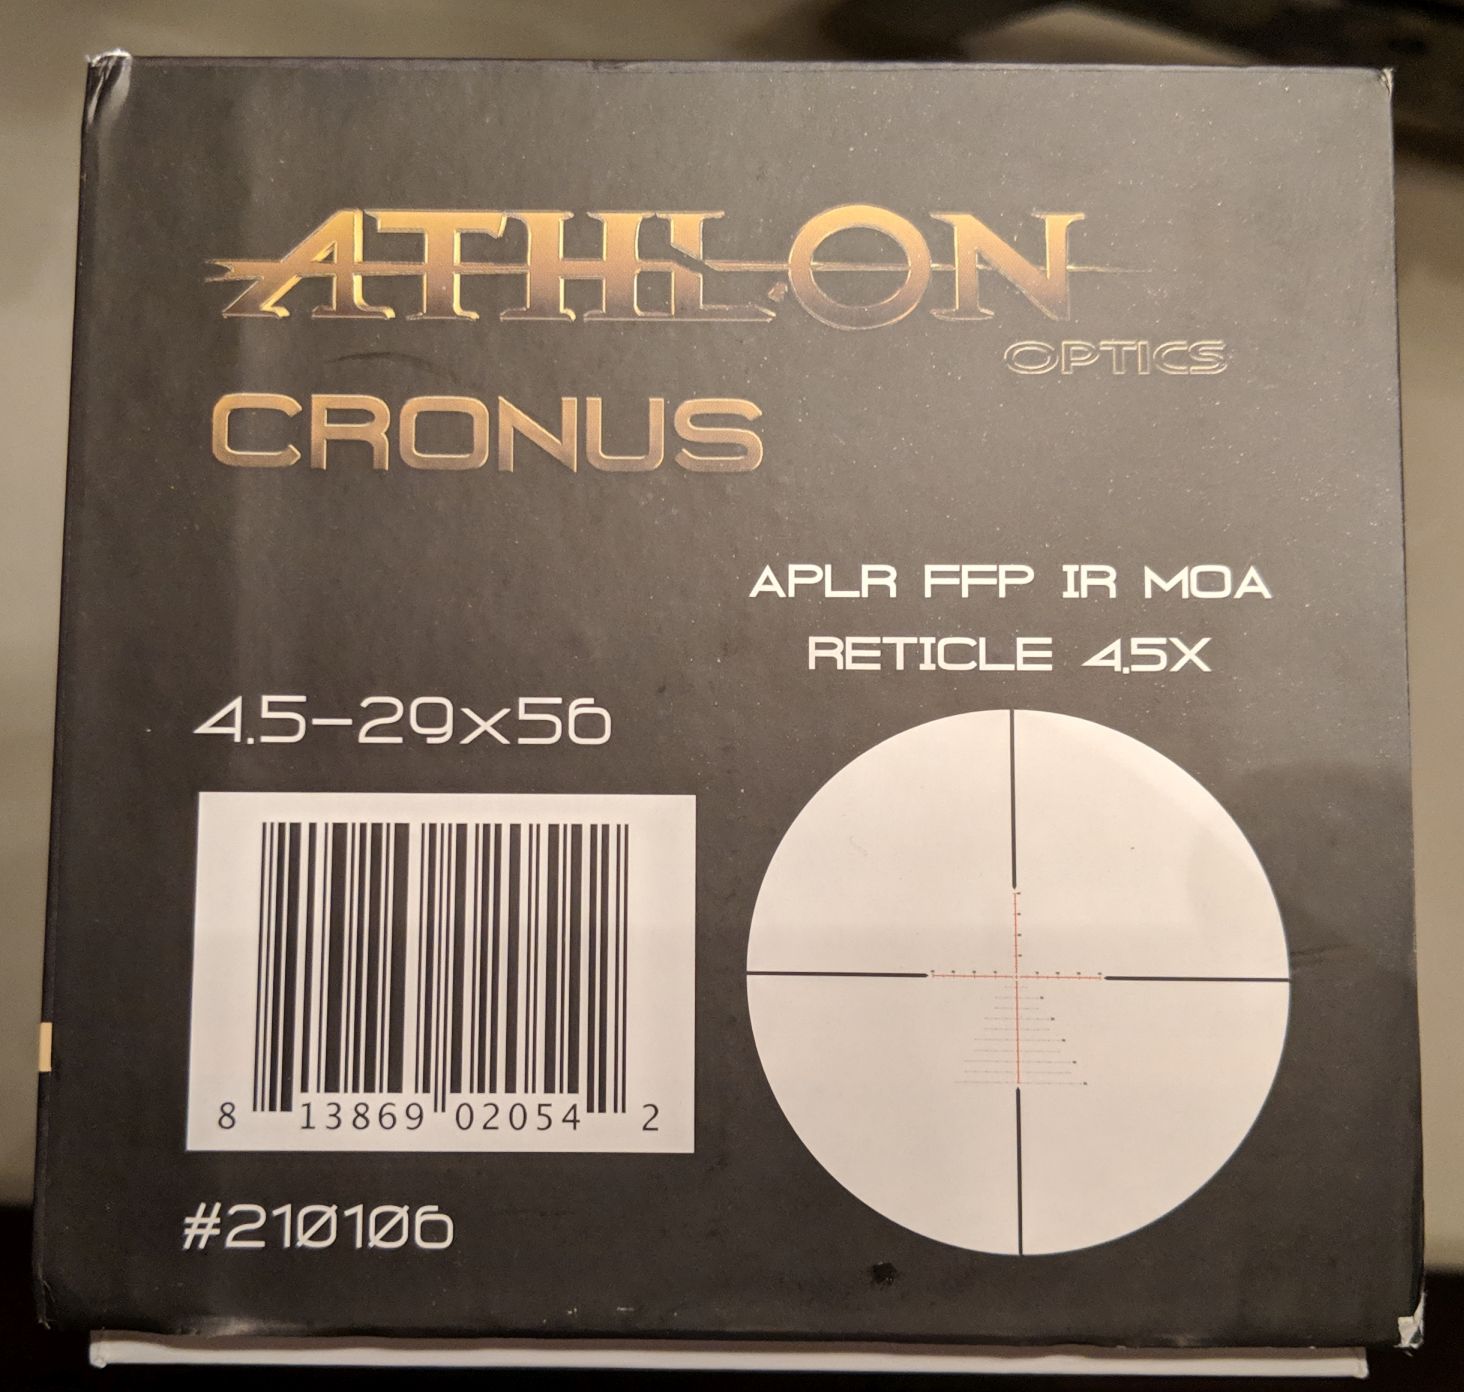 ATHLON
OPTICS
CRONUS
APLR FFP IR MOA
RETICLE 4.5X
4.5-29x56
8 13869 02054 2
#210106